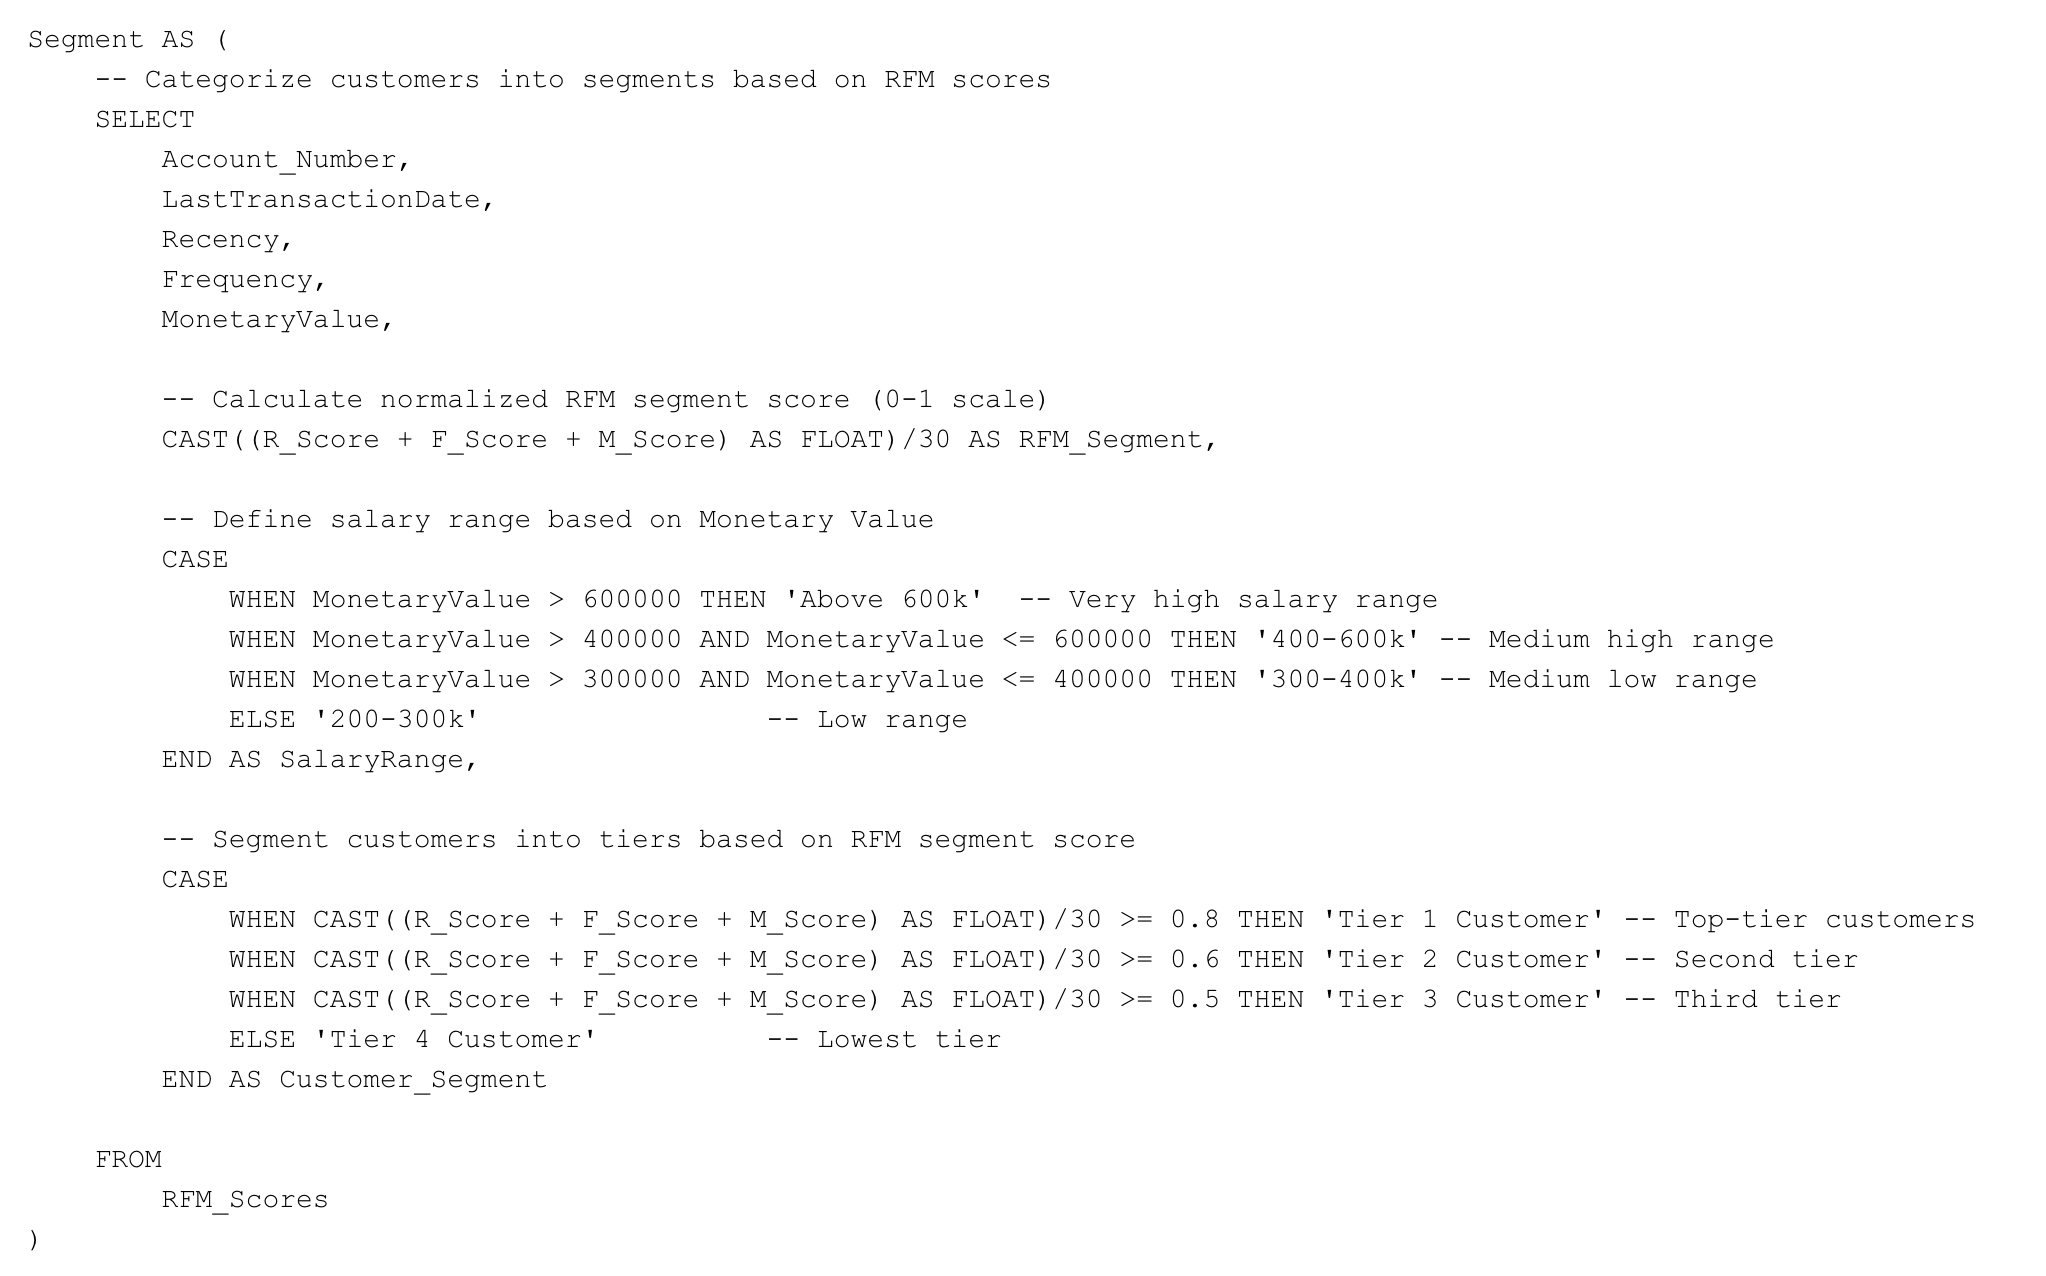 Segment AS (
    -- Categorize customers into segments based on RFM scores
    SELECT
        Account_Number,
        LastTransactionDate,
        Recency,
        Frequency,
        MonetaryValue,

        -- Calculate normalized RFM segment score (0-1 scale)
        CAST((R_Score + F_Score + M_Score) AS FLOAT)/30 AS RFM_Segment,

        -- Define salary range based on Monetary Value
        CASE
            WHEN MonetaryValue > 600000 THEN 'Above 600k'  -- Very high salary range
            WHEN MonetaryValue > 400000 AND MonetaryValue <= 600000 THEN '400-600k' -- Medium high range
            WHEN MonetaryValue > 300000 AND MonetaryValue <= 400000 THEN '300-400k' -- Medium low range
            ELSE '200-300k'                 -- Low range
        END AS SalaryRange,

        -- Segment customers into tiers based on RFM segment score
        CASE
            WHEN CAST((R_Score + F_Score + M_Score) AS FLOAT)/30 >= 0.8 THEN 'Tier 1 Customer' -- Top-tier customers
            WHEN CAST((R_Score + F_Score + M_Score) AS FLOAT)/30 >= 0.6 THEN 'Tier 2 Customer' -- Second tier
            WHEN CAST((R_Score + F_Score + M_Score) AS FLOAT)/30 >= 0.5 THEN 'Tier 3 Customer' -- Third tier
            ELSE 'Tier 4 Customer'          -- Lowest tier
        END AS Customer_Segment

    FROM
        RFM_Scores
)